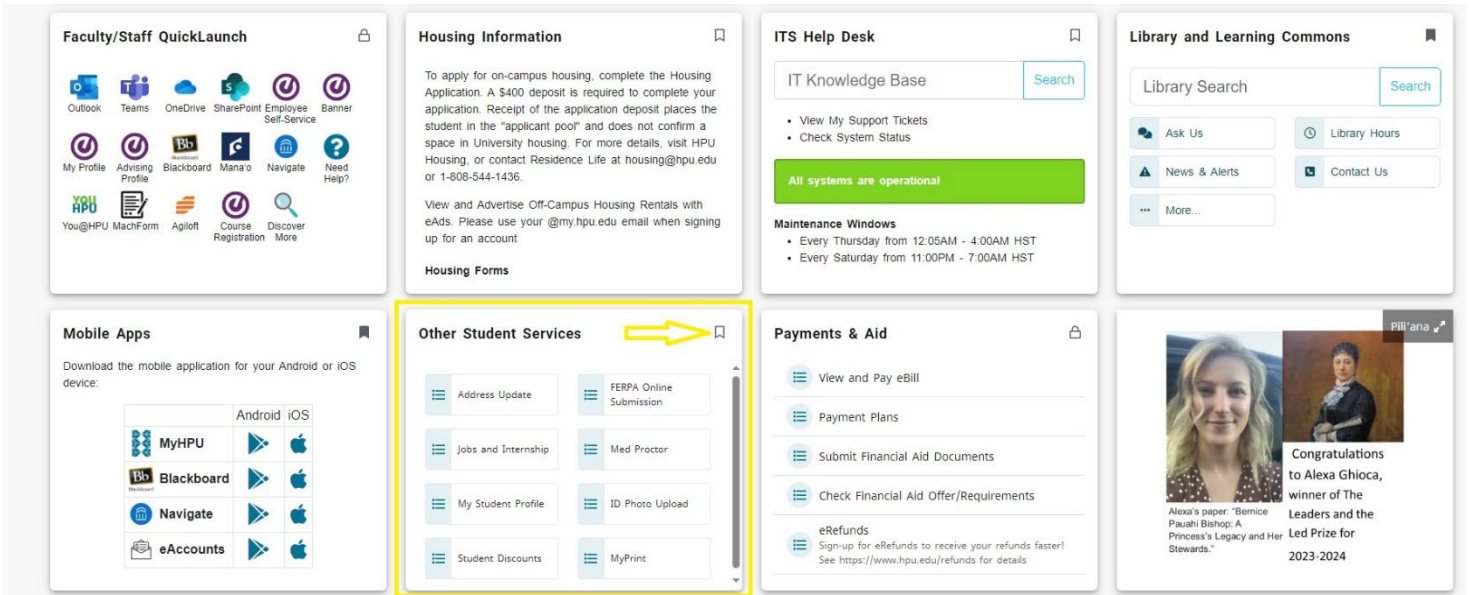 Faculty/Staff QuickLaunch
Outlook
Teams
OneDrive
SharePoint
Employee
Self-Service
Banner
My Profile
Advising
Profile
Bb
Blackboard
Blackboard
Mana'o
Navigate
Need
Help?
YOU
HPU
You@HPU
MachForm
Agiloft
Course
Registration
Discover
More
Housing Information
To apply for on-campus housing, complete the Housing
Application. A $400 deposit is required to complete your
application. Receipt of the application deposit places the
student in the "applicant pool" and does not confirm a
space in University housing. For more details, visit HPU
Housing, or contact Residence Life at housing@hpu.edu
or 1-808-544-1436.
View and Advertise Off-Campus Housing Rentals with
eAds. Please use your @my.hpu.edu email when signing
up for an account
Housing Forms
ITS Help Desk
IT Knowledge Base
Search
• View My Support Tickets
• Check System Status
All systems are operational
Maintenance Windows
• Every Thursday from 12:05AM - 4:00AM HST
• Every Saturday from 11:00PM - 7:00AM HST
Library and Learning Commons
Library Search
Search
Ask Us
Library Hours
News & Alerts
Contact Us
More...
Mobile Apps
Download the mobile application for your Android or iOS
device:
Android iOS
MyHPU
Bb
Blackboard
Blackboard
Navigate
eAccounts
Other Student Services
Address Update
FERPA Online
Submission
Jobs and Internship
Med Proctor
My Student Profile
ID Photo Upload
Student Discounts
MyPrint
Payments & Aid
View and Pay eBill
Payment Plans
Submit Financial Aid Documents
Check Financial Aid Offer/Requirements
eRefunds
Sign-up for eRefunds to receive your refunds faster!
See https://www.hpu.edu/refunds for details
Pili'ana
Alexa's paper: "Bernice
Pauahi Bishop: A
Princess's Legacy and Her
Stewards."
Congratulations
to Alexa Ghioca,
winner of The
Leaders and the
Led Prize for
2023-2024